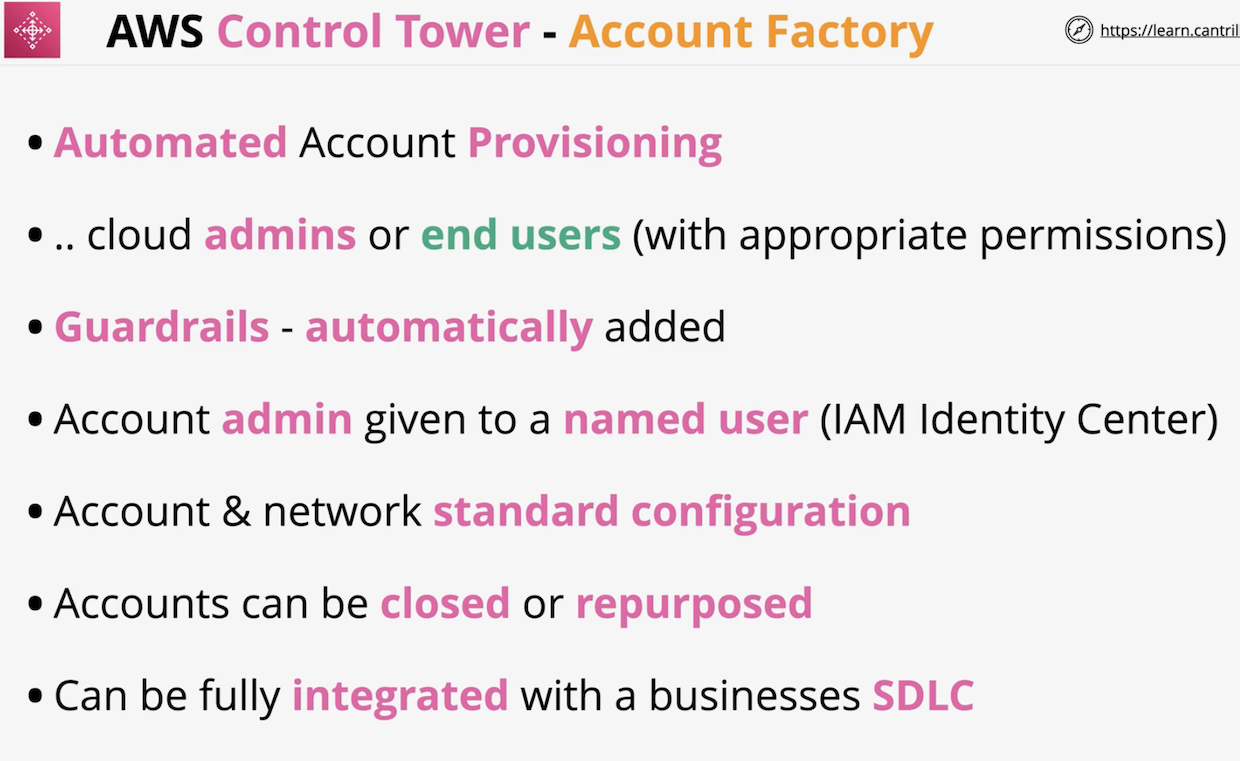 AWS Control Tower - Account Factory
https://learn.cantril
• Automated Account Provisioning
• .. cloud admins or end users (with appropriate permissions)
• Guardrails - automatically added
• Account admin given to a named user (IAM Identity Center)
• Account & network standard configuration
• Accounts can be closed or repurposed
• Can be fully integrated with a businesses SDLC